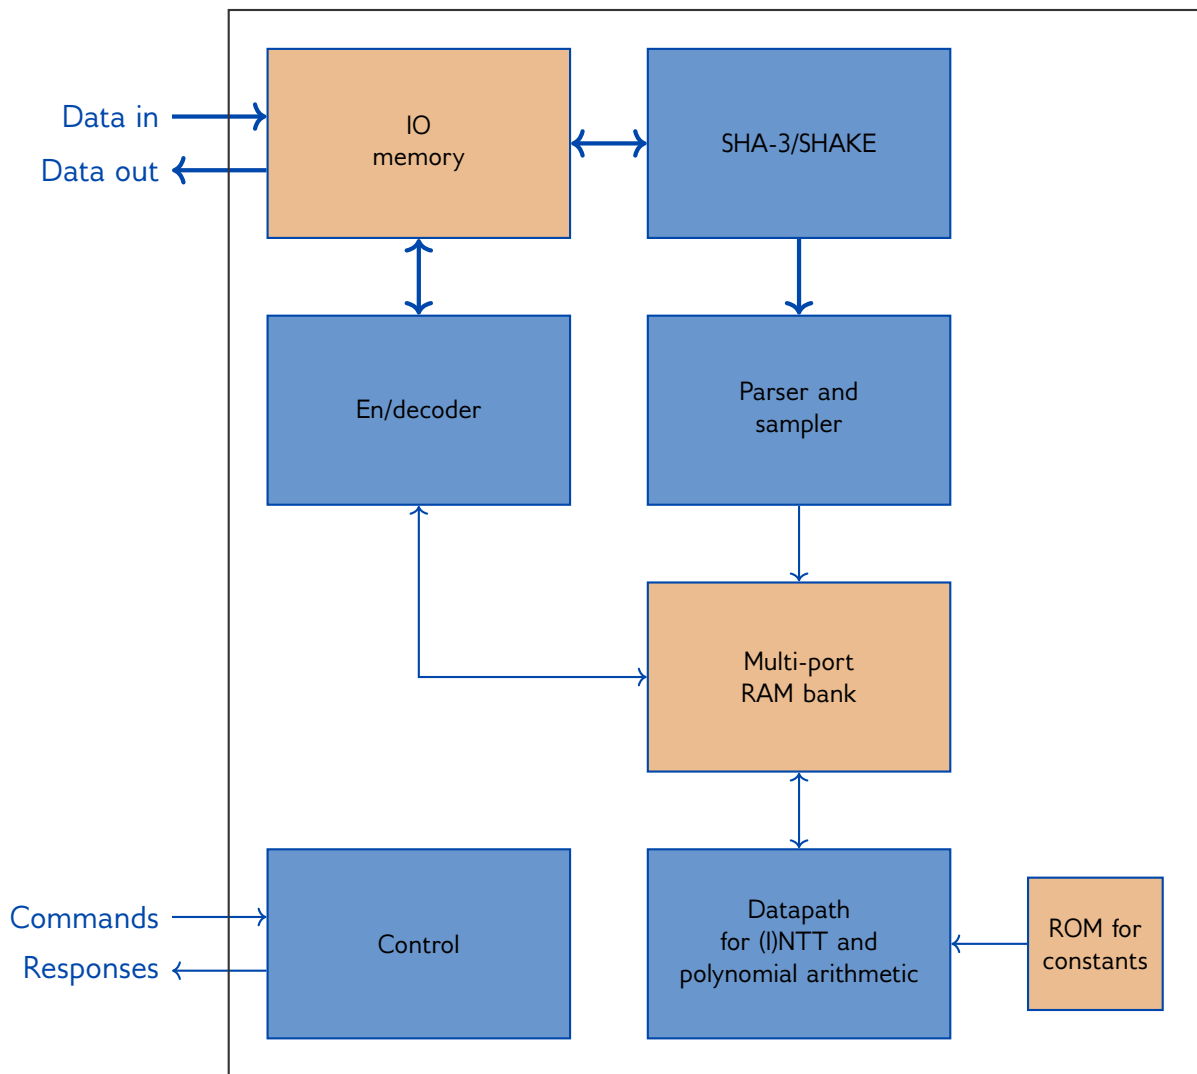 Data in
Data out
IO
memory
SHA-3/SHAKE
En/decoder
Parser and
sampler
Multi-port
RAM bank
Commands
Responses
Control
Datapath
for (I)NTT and
polynomial arithmetic
ROM for
constants